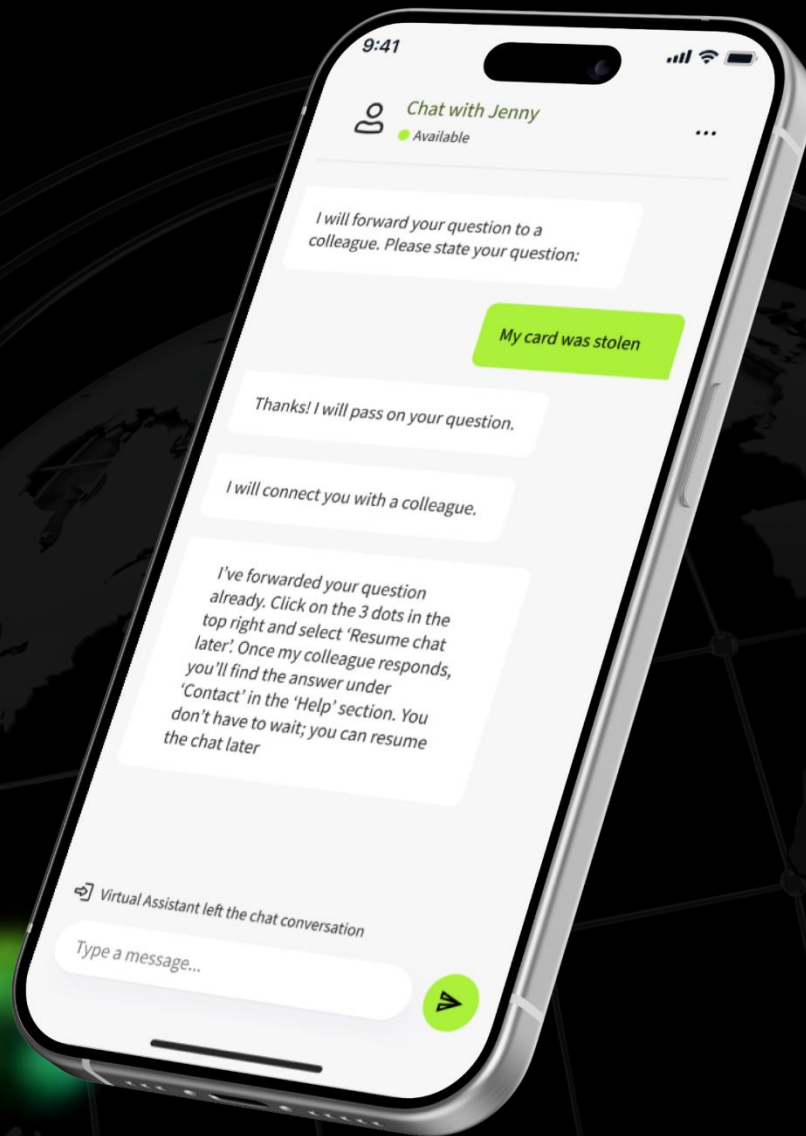 9:41
Chat with Jenny
Available
I will forward your question to a
colleague. Please state your question:
My card was stolen
Thanks! I will pass on your question.
I will connect you with a colleague.
I’ve forwarded your question
already. Click on the 3 dots in the
top right and select ‘Resume chat
later’. Once my colleague responds,
you’ll find the answer under
‘Contact’ in the ‘Help’ section. You
don’t have to wait; you can resume
the chat later
Virtual Assistant left the chat conversation
Type a message...